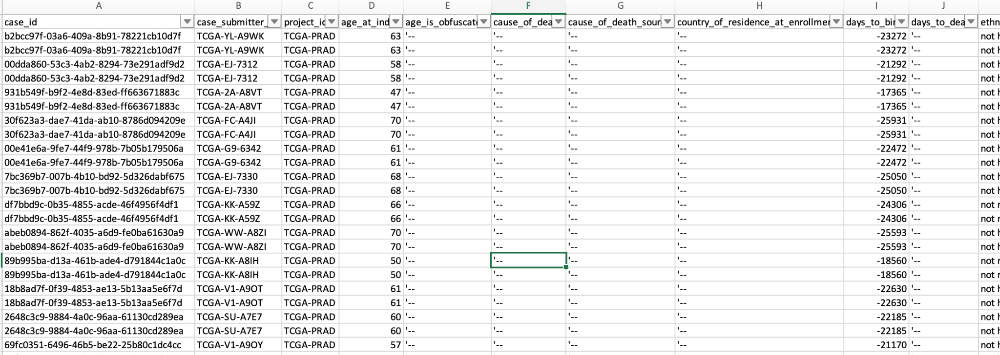 A B C D E F G H I J
case_id case_submitter_ project_id age_at_ind age_is_obfuscat cause_of_dea cause_of_death_sour country_of_residence_at_enrollmer days_to_bir days_to_dea ethn
b2bcc97f-03a6-409a-8b91-78221cb10d7f TCGA-YL-A9WK TCGA-PRAD 63 '-- '-- '-- '-- -23272 '-- not h
b2bcc97f-03a6-409a-8b91-78221cb10d7f TCGA-YL-A9WK TCGA-PRAD 63 '-- '-- '-- '-- -23272 '-- not h
00dda860-53c3-4ab2-8294-73e291adf9d2 TCGA-EJ-7312 TCGA-PRAD 58 '-- '-- '-- '-- -21292 '-- not h
00dda860-53c3-4ab2-8294-73e291adf9d2 TCGA-EJ-7312 TCGA-PRAD 58 '-- '-- '-- '-- -21292 '-- not h
931b549f-b9f2-4e8d-83ed-ff663671883c TCGA-2A-A8VT TCGA-PRAD 47 '-- '-- '-- '-- -17365 '-- not h
931b549f-b9f2-4e8d-83ed-ff663671883c TCGA-2A-A8VT TCGA-PRAD 47 '-- '-- '-- '-- -17365 '-- not h
30f623a3-dae7-41da-ab10-8786d094209e TCGA-FC-A4JI TCGA-PRAD 70 '-- '-- '-- '-- -25931 '-- not h
30f623a3-dae7-41da-ab10-8786d094209e TCGA-FC-A4JI TCGA-PRAD 70 '-- '-- '-- '-- -25931 '-- not h
00e41e6a-9fe7-44f9-978b-7b05b179506a TCGA-G9-6342 TCGA-PRAD 61 '-- '-- '-- '-- -22472 '-- not h
00e41e6a-9fe7-44f9-978b-7b05b179506a TCGA-G9-6342 TCGA-PRAD 61 '-- '-- '-- '-- -22472 '-- not h
7bc369b7-007b-4b10-bd92-5d326dabf675 TCGA-EJ-7330 TCGA-PRAD 68 '-- '-- '-- '-- -25050 '-- not h
7bc369b7-007b-4b10-bd92-5d326dabf675 TCGA-EJ-7330 TCGA-PRAD 68 '-- '-- '-- '-- -25050 '-- not h
df7bbd9c-0b35-4855-acde-46f4956f4df1 TCGA-KK-A59Z TCGA-PRAD 66 '-- '-- '-- '-- -24306 '-- not r
df7bbd9c-0b35-4855-acde-46f4956f4df1 TCGA-KK-A59Z TCGA-PRAD 66 '-- '-- '-- '-- -24306 '-- not r
abeb0894-862f-4035-a6d9-fe0ba61630a9 TCGA-WW-A8ZI TCGA-PRAD 70 '-- '-- '-- '-- -25593 '-- not h
abeb0894-862f-4035-a6d9-fe0ba61630a9 TCGA-WW-A8ZI TCGA-PRAD 70 '-- '-- '-- '-- -25593 '-- not h
89b995ba-d13a-461b-ade4-d791844c1a0c TCGA-KK-A8IH TCGA-PRAD 50 '-- '-- '-- '-- -18560 '-- not r
89b995ba-d13a-461b-ade4-d791844c1a0c TCGA-KK-A8IH TCGA-PRAD 50 '-- '-- '-- '-- -18560 '-- not r
18b8ad7f-0f39-4853-ae13-5b13aa5e6f7d TCGA-V1-A9OT TCGA-PRAD 61 '-- '-- '-- '-- -22630 '-- not h
18b8ad7f-0f39-4853-ae13-5b13aa5e6f7d TCGA-V1-A9OT TCGA-PRAD 61 '-- '-- '-- '-- -22630 '-- not h
2648c3c9-9884-4a0c-96aa-61130cd289ea TCGA-SU-A7E7 TCGA-PRAD 60 '-- '-- '-- '-- -22185 '-- not h
2648c3c9-9884-4a0c-96aa-61130cd289ea TCGA-SU-A7E7 TCGA-PRAD 60 '-- '-- '-- '-- -22185 '-- not h
69fc0351-6496-46b5-be22-25b80c1dc4cc TCGA-V1-A9OY TCGA-PRAD 57 '-- '-- '-- '-- -21170 '-- not h